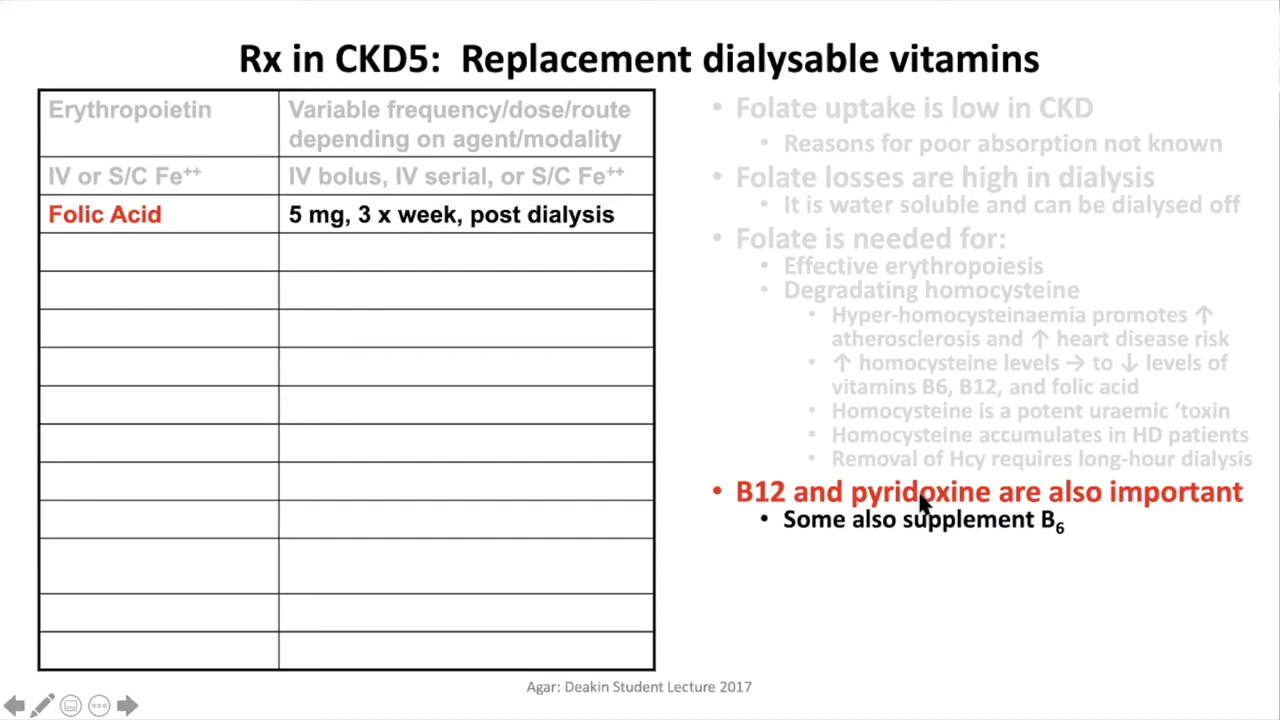 Rx in CKD5: Replacement dialysable vitamins
Erythropoietin
Variable frequency/dose/route
depending on agent/modality
IV or S/C Fe⁺⁺
IV bolus, IV serial, or S/C Fe⁺⁺
Folic Acid
5 mg, 3 x week, post dialysis
• Folate uptake is low in CKD
• Reasons for poor absorption not known
• Folate losses are high in dialysis
• It is water soluble and can be dialysed off
• Folate is needed for:
• Effective erythropoiesis
• Degrading homocysteine
• Hyper-homocysteinaemia promotes ↑
atherosclerosis and ↑ heart disease risk
• ↑ homocysteine levels → to ↓ levels of
vitamins B6, B12, and folic acid
• Homocysteine is a potent uraemic ‘toxin
• Homocysteine accumulates in HD patients
• Removal of Hcy requires long-hour dialysis
• B12 and pyridoxine are also important
• Some also supplement B₆
Agar: Deakin Student Lecture 2017